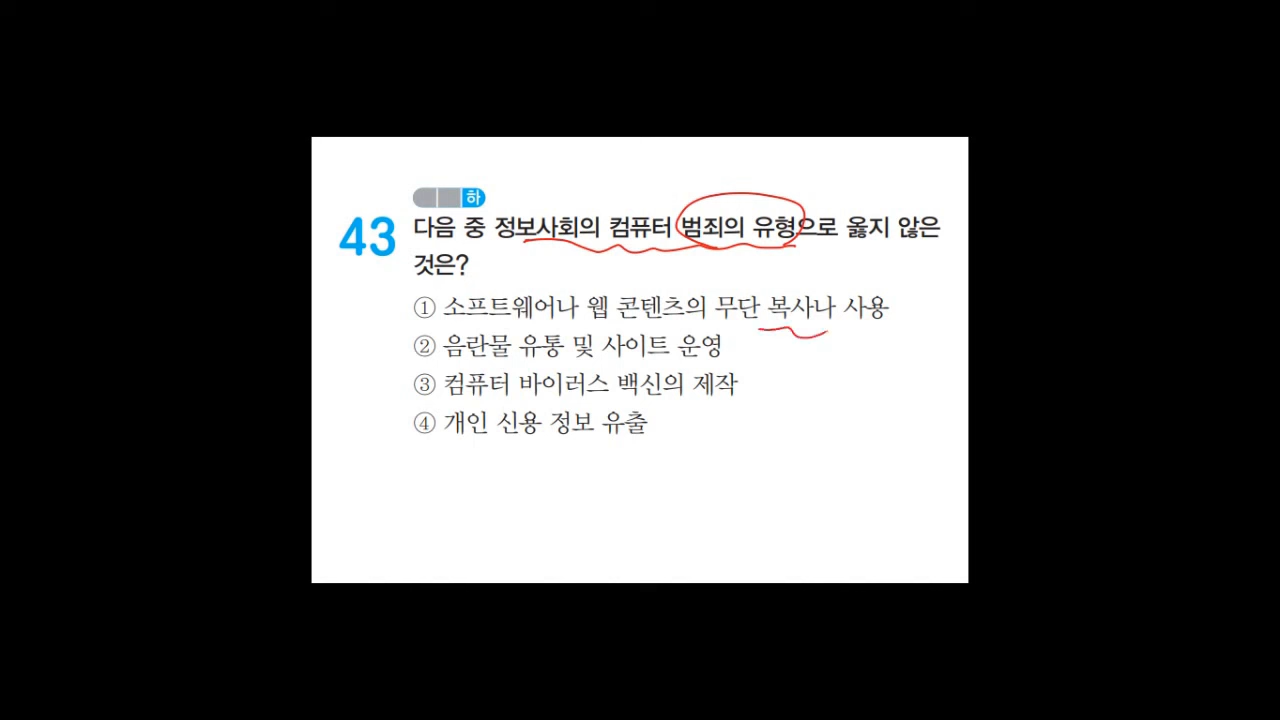 하
43 다음 중 정보사회의 컴퓨터 범죄의 유형으로 옳지 않은
것은?
① 소프트웨어나 웹 콘텐츠의 무단 복사나 사용
② 음란물 유통 및 사이트 운영
③ 컴퓨터 바이러스 백신의 제작
④ 개인 신용 정보 유출